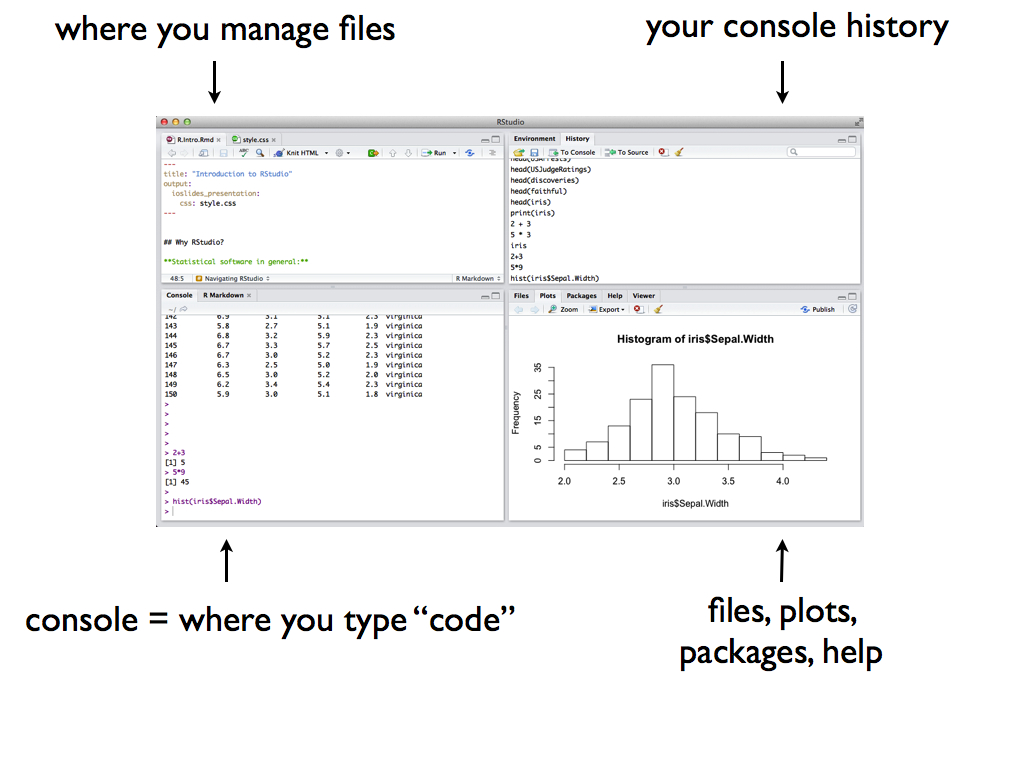 where you manage files
your console history
RStudio
R.Intro.Rmd
style.css
Knit HTML
Run
---
title: "Introduction to RStudio"
output:
ioslides_presentation:
css: style.css
---
## Why RStudio?
**Statistical software in general:**
48:5 Navigating RStudio R Markdown
Environment History
To Console To Source
head(USArrests)
head(USJudgeRatings)
head(discoveries)
head(faithful)
head(iris)
print(iris)
2 + 3
5 * 3
iris
2+3
5*9
hist(iris$Sepal.Width)
Console R Markdown
~/
142 6.9 3.1 5.1 2.3 virginica
143 5.8 2.7 5.1 1.9 virginica
144 6.8 3.2 5.9 2.3 virginica
145 6.7 3.3 5.7 2.5 virginica
146 6.7 3.0 5.2 2.3 virginica
147 6.3 2.5 5.0 1.9 virginica
148 6.5 3.0 5.2 2.0 virginica
149 6.2 3.4 5.4 2.3 virginica
150 5.9 3.0 5.1 1.8 virginica
>
>
>
>
>
> 2+3
[1] 5
> 5*9
[1] 45
>
> hist(iris$Sepal.Width)
>
Files Plots Packages Help Viewer
Zoom Export Publish
Histogram of iris$Sepal.Width
Frequency
0 5 15 25 35
2.0 2.5 3.0 3.5 4.0
iris$Sepal.Width
console = where you type “code”
files, plots,
packages, help